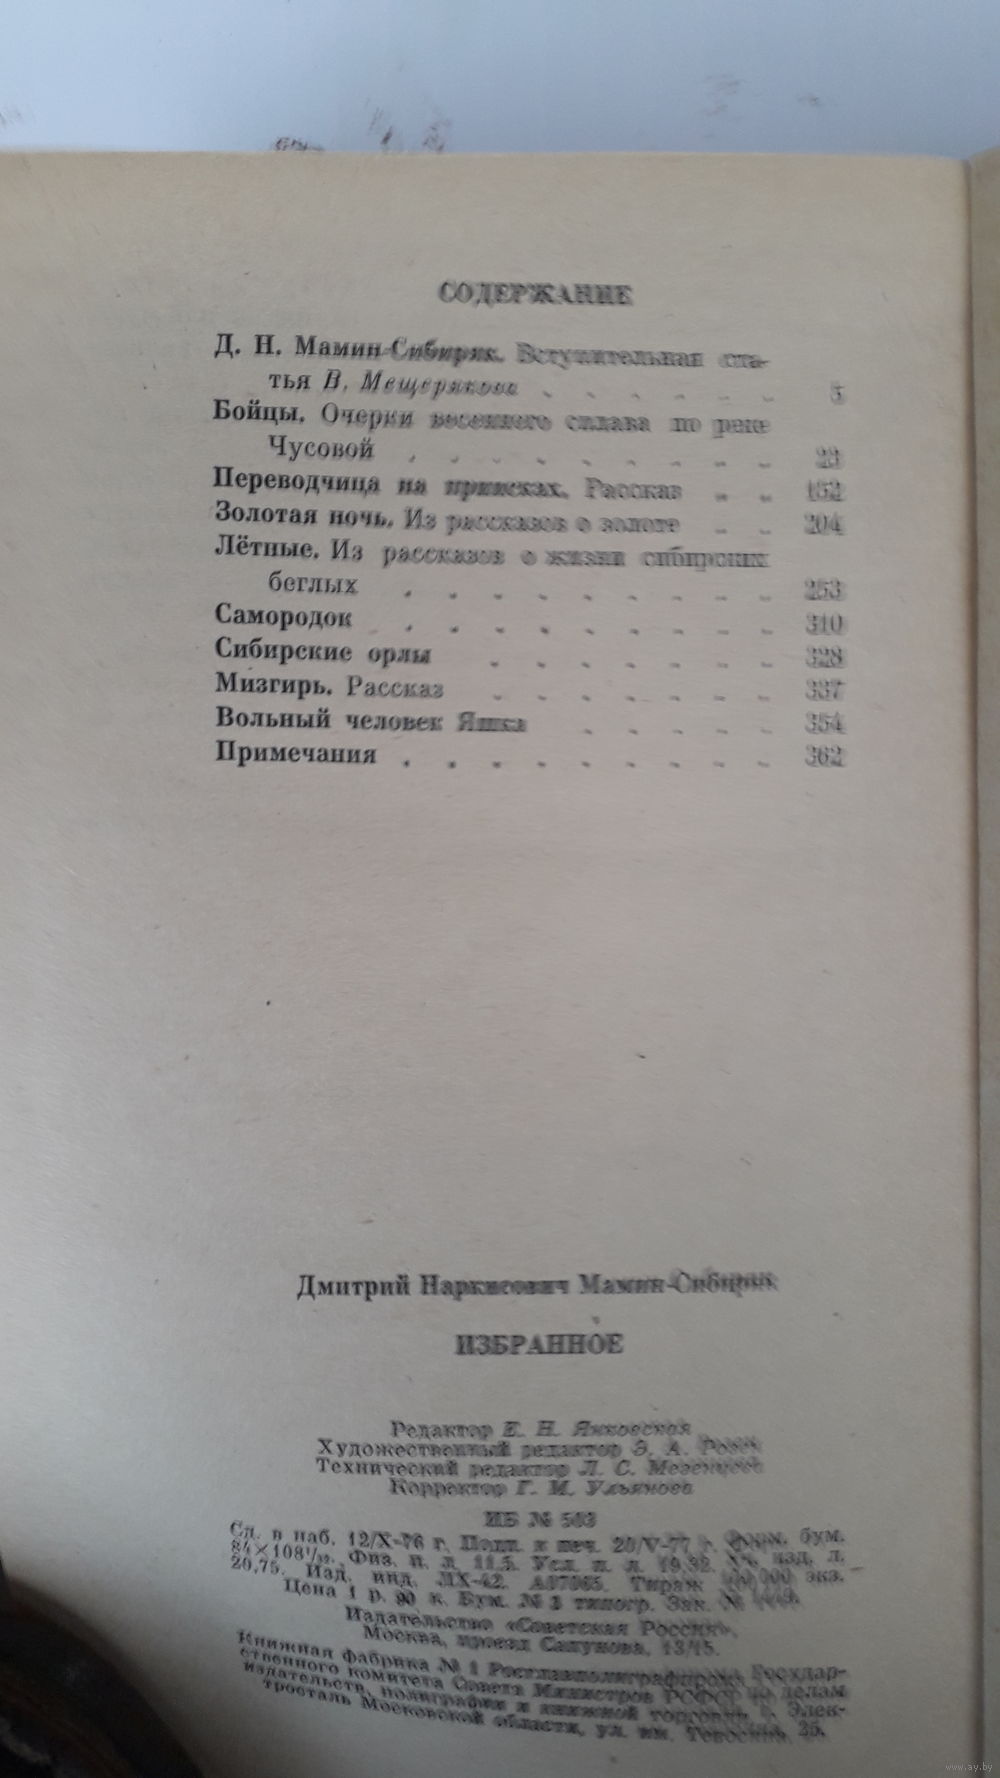 СОДЕРЖАНИЕ
Д. Н. Мамин-Сибиряк. Вступительная ста-
тья В. Мещерякова . . . . . . 5
Бойцы. Очерки весеннего сплава по реке
Чусовой . . . . . . . . . 23
Переводчица на приисках. Рассказ . . 152
Золотая ночь. Из рассказов о золоте . . 204
Лётные. Из рассказов о жизни сибирских
беглых . . . . . . . . . 253
Самородок . . . . . . . . . 310
Сибирские орлы . . . . . . . 328
Мизгирь. Рассказ . . . . . . . 337
Вольный человек Яшка . . . . . 354
Примечания . . . . . . . . . 362
Дмитрий Наркисович Мамин-Сибиряк
ИЗБРАННОЕ
Редактор Е. Н. Янковская
Художественный редактор Э. А. Розен
Технический редактор Л. С. Мезенцева
Корректор Г. М. Ульянова
ИБ № 503
Сд. в наб. 12/X-76 г. Подп. к печ. 20/V-77 г. Форм. бум.
84×108¹/₃₂. Физ. п. л. 11,5. Усл. п. л. 19,32. Уч. изд. л.
20,75. Изд. инд. ЛХ-42. А07065. Тираж экз.
Цена 1 р. 90 к. Бум. № 3 типогр. Зак. №
Издательство «Советская Россия»,
Москва, проезд Сапунова, 13/15.
Книжная фабрика № 1 Росглавполиграфпрома Государ-
ственного комитета Совета Министров РСФСР по делам
издательств, полиграфии и книжной торговли, г. Элек-
тросталь Московской области, ул. им. Тевосяна, 25.
www.ay.by